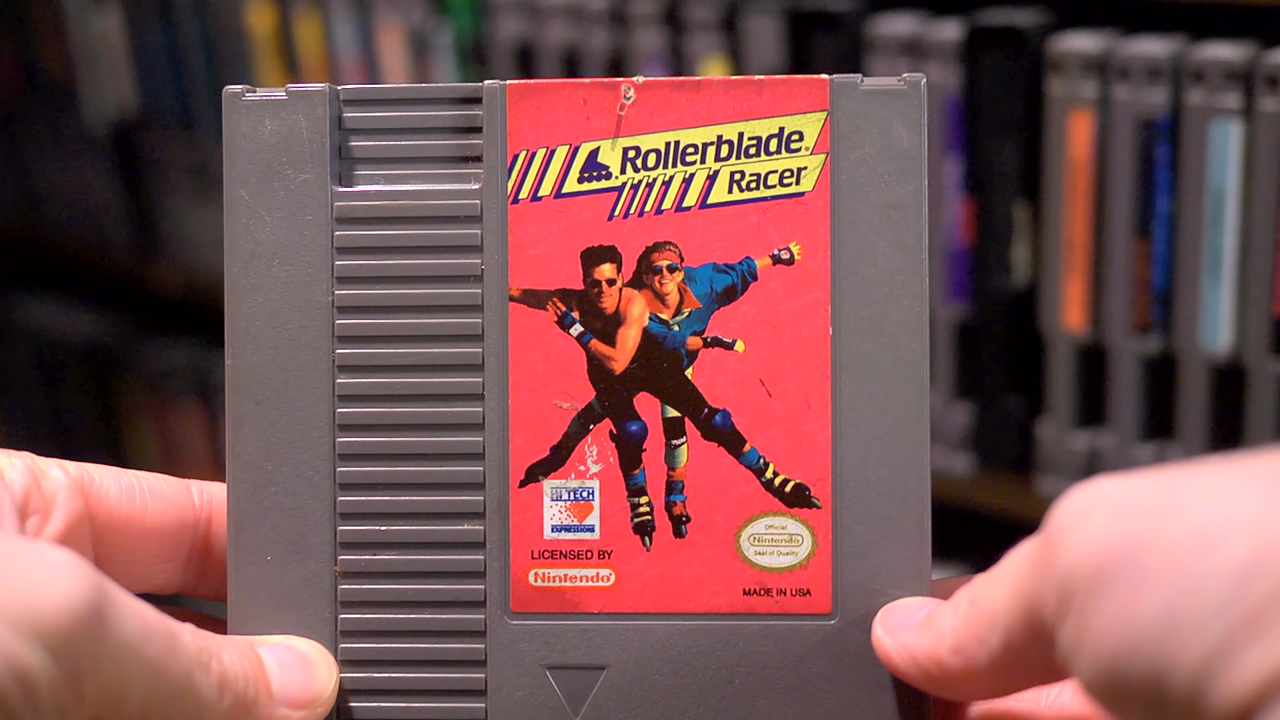 Rollerblade®
Racer
HI TECH
EXPRESSIONS
LICENSED BY
Nintendo®
Official
Nintendo
Seal of Quality
MADE IN USA